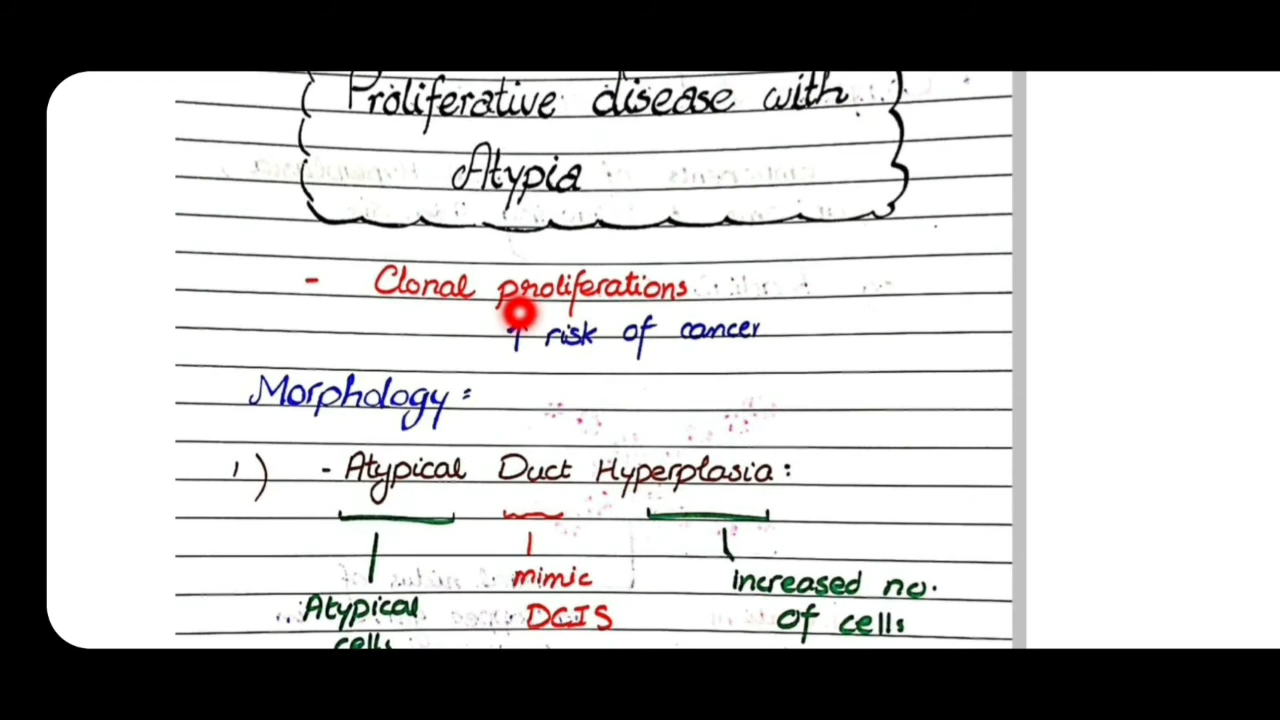 Proliferative disease with
Atypia
- Clonal proliferations
↑ risk of cancer
Morphology:
1) - Atypical Duct Hyperplasia:
mimic
increased no.
Atypical
DCIS
of cells
cells